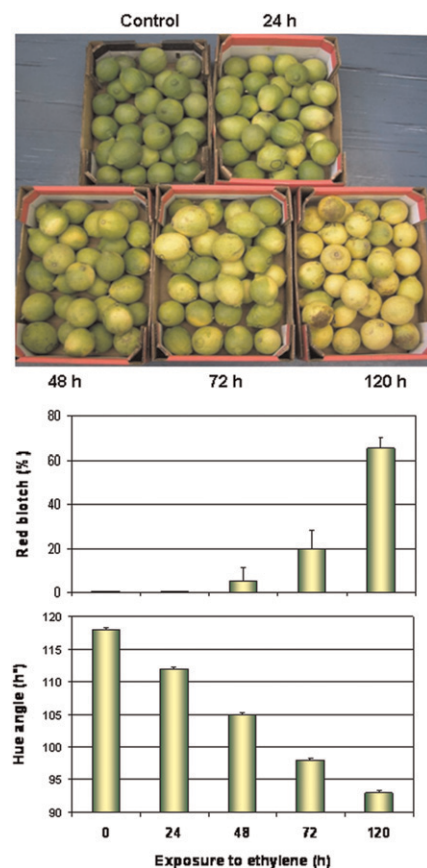 Control 24 h
48 h 72 h 120 h
Red blotch (%)
80
60
40
20
0
Hue angle (h°)
120
115
110
105
100
95
90
0 24 48 72 120
Exposure to ethylene (h)